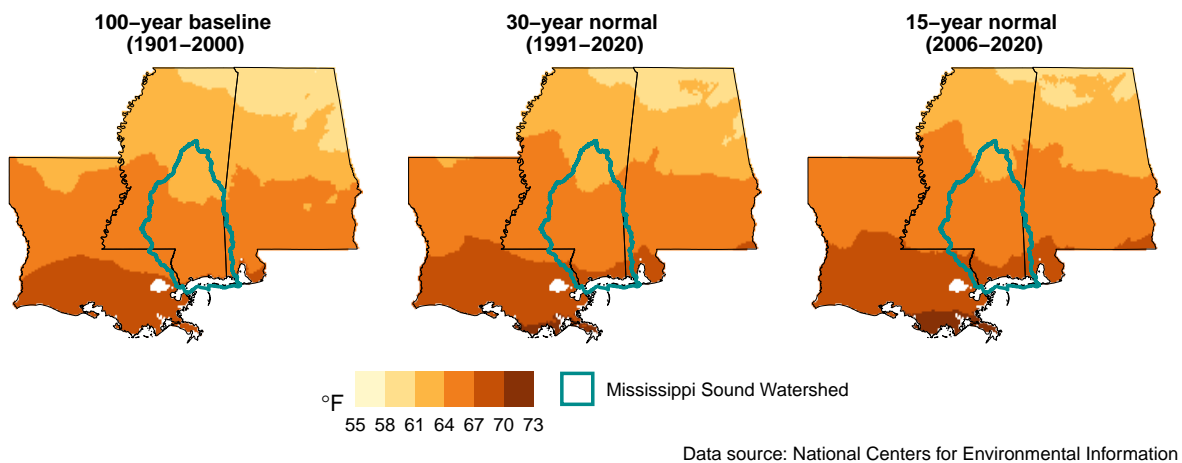 100−year baseline
(1901−2000)
30−year normal
(1991−2020)
15−year normal
(2006−2020)
°F
55 58 61 64 67 70 73
Mississippi Sound Watershed
Data source: National Centers for Environmental Information